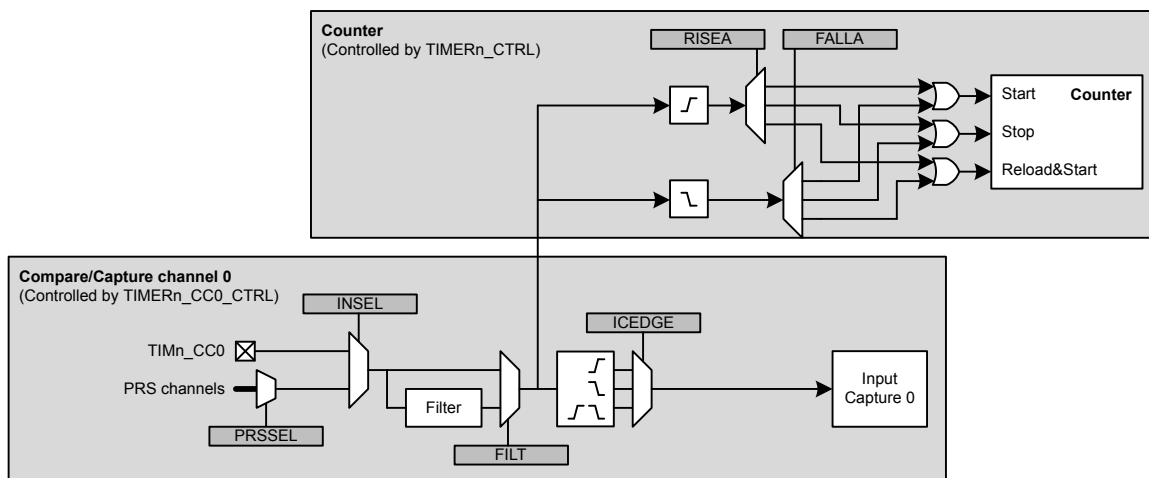 Counter
(Controlled by TIMERn_CTRL)
RISEA
FALLA
Start
Counter
Stop
Reload&Start
Compare/Capture channel 0
(Controlled by TIMERn_CC0_CTRL)
INSEL
ICEDGE
TIMn_CC0
PRS channels
Filter
Input
Capture 0
PRSSEL
FILT